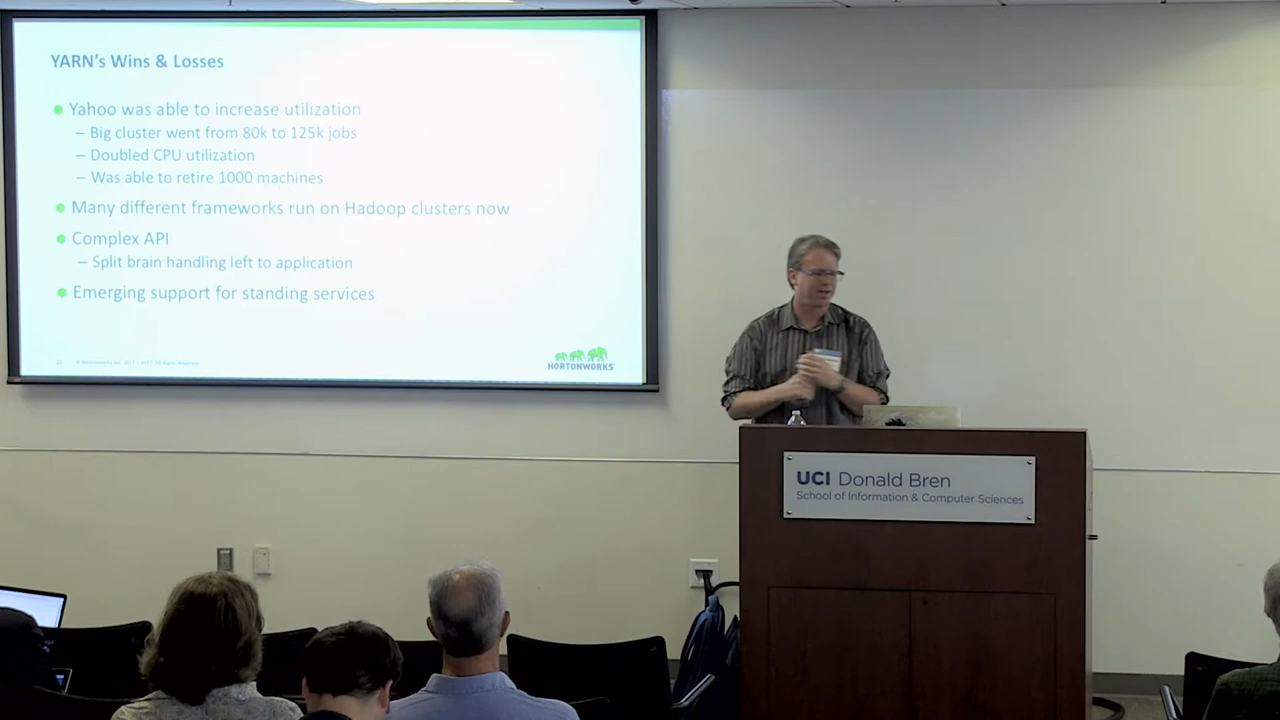 YARN's Wins & Losses
Yahoo was able to increase utilization
– Big cluster went from 80k to 125k jobs
– Doubled CPU utilization
– Was able to retire 1000 machines
Many different frameworks run on Hadoop clusters now
Complex API
– Split brain handling left to application
Emerging support for standing services
HORTONWORKS
UCI Donald Bren
School of Information & Computer Sciences